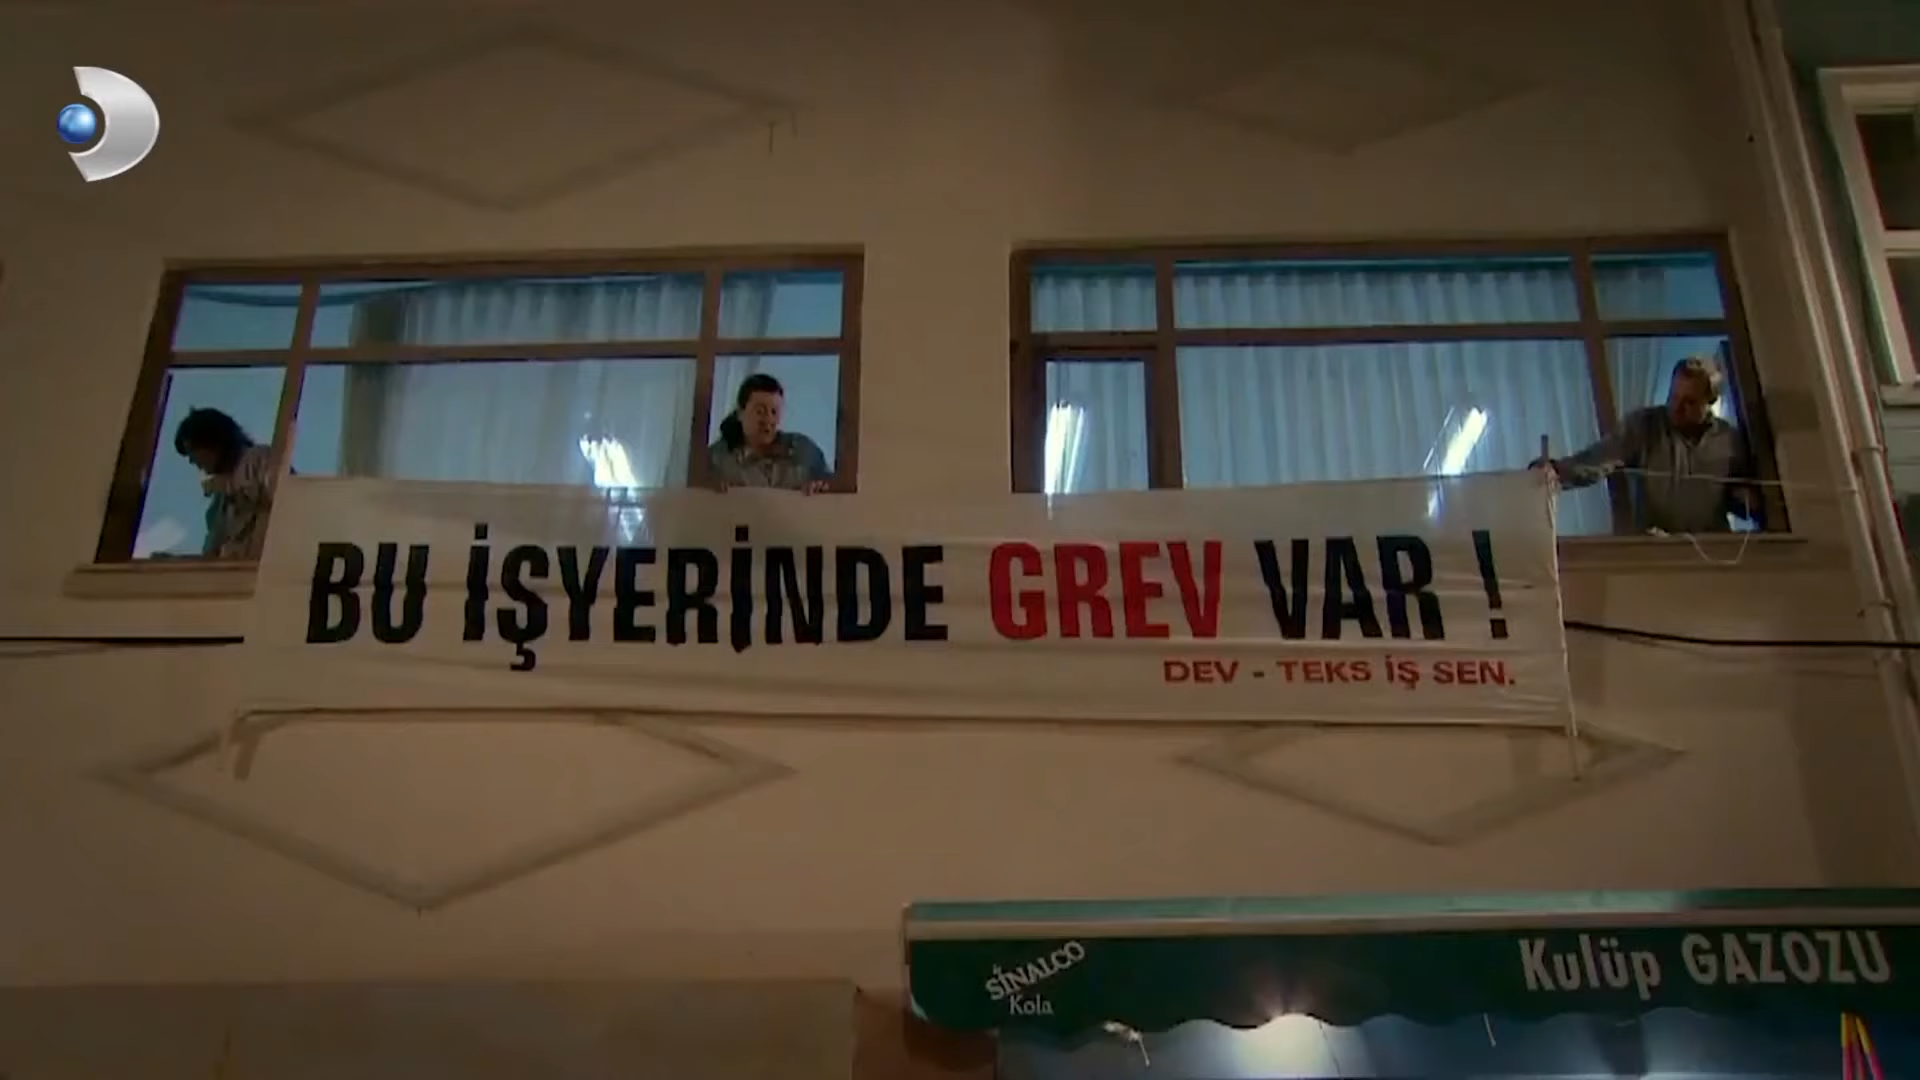 BU İŞYERİNDE GREV VAR !
DEV - TEKS İŞ SEN.
SİNALCO
Kola
Kulüp GAZOZU